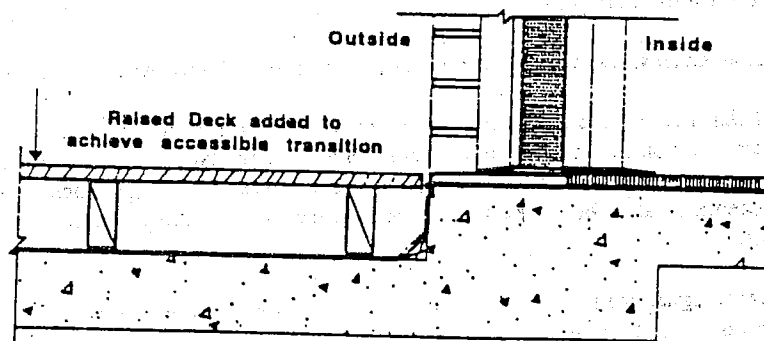 Outside
Inside
Raised Deck added to
achieve accessible transition